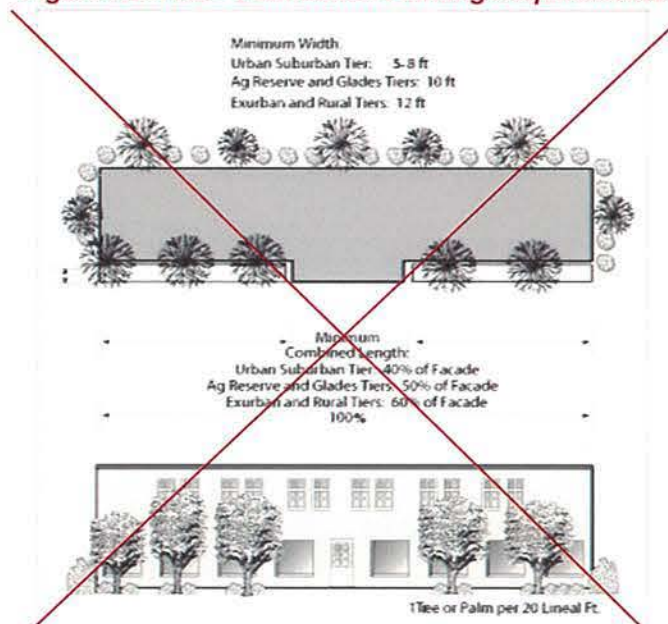 Minimum Width
Urban Suburban Tier: 5-8 ft
Ag Reserve and Glades Tiers: 10 ft
Exurban and Rural Tiers: 12 ft
Minimum
Combined Length:
Urban Suburban Tier: 40% of Facade
Ag Reserve and Glades Tiers: 50% of Facade
Exurban and Rural Tiers: 60% of Facade
100%
1Tree or Palm per 20 Lineal Ft.